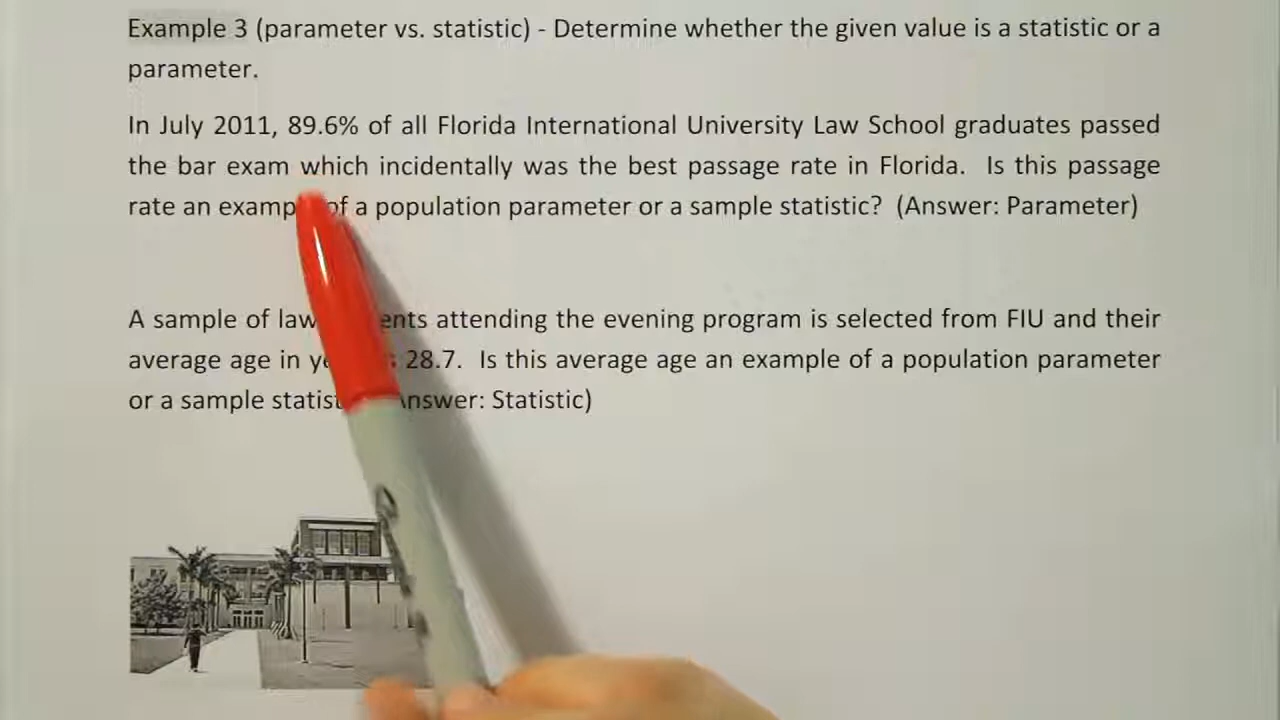 Example 3 (parameter vs. statistic) - Determine whether the given value is a statistic or a
parameter.
In July 2011, 89.6% of all Florida International University Law School graduates passed
the bar exam which incidentally was the best passage rate in Florida. Is this passage
rate an of a population parameter or a sample statistic? (Answer: Parameter)
A sample of law attending the evening program is selected from FIU and their
average age in 28.7. Is this average age an example of a population parameter
or a sample Statistic)